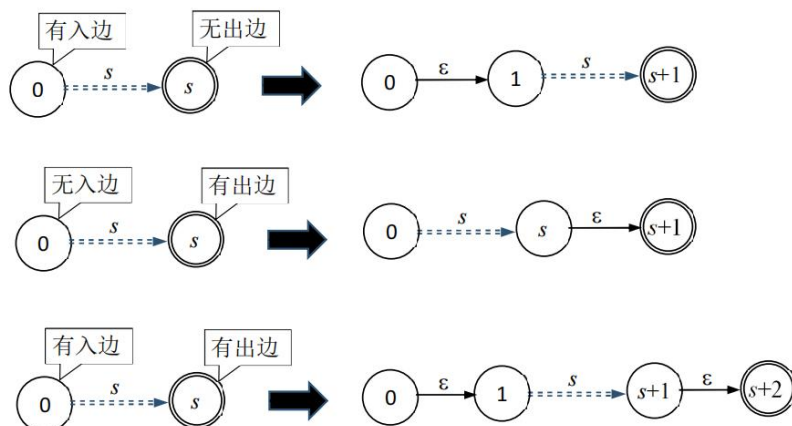 有入边 无出边
s ε s
0 s 0 1 s+1
无入边 有出边
s s ε
0 s 0 s s+1
有入边 有出边
s ε s ε
0 s 0 1 s+1 s+2